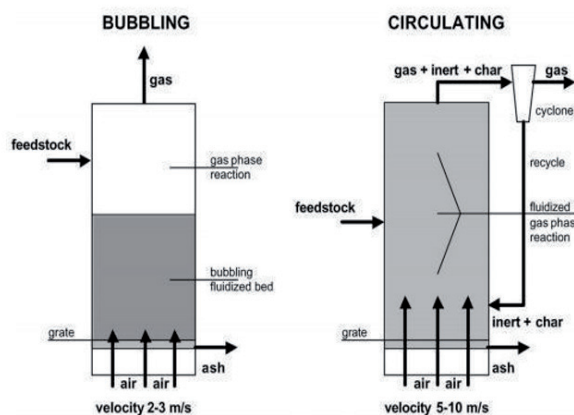 BUBBLING
gas
feedstock
gas phase
reaction
bubbling
fluidized bed
grate
ash
air air
velocity 2-3 m/s
CIRCULATING
gas + inert + char
gas
cyclone
recycle
feedstock
fluidized
gas phas
reaction
inert + char
grate
ash
air air
velocity 5-10 m/s